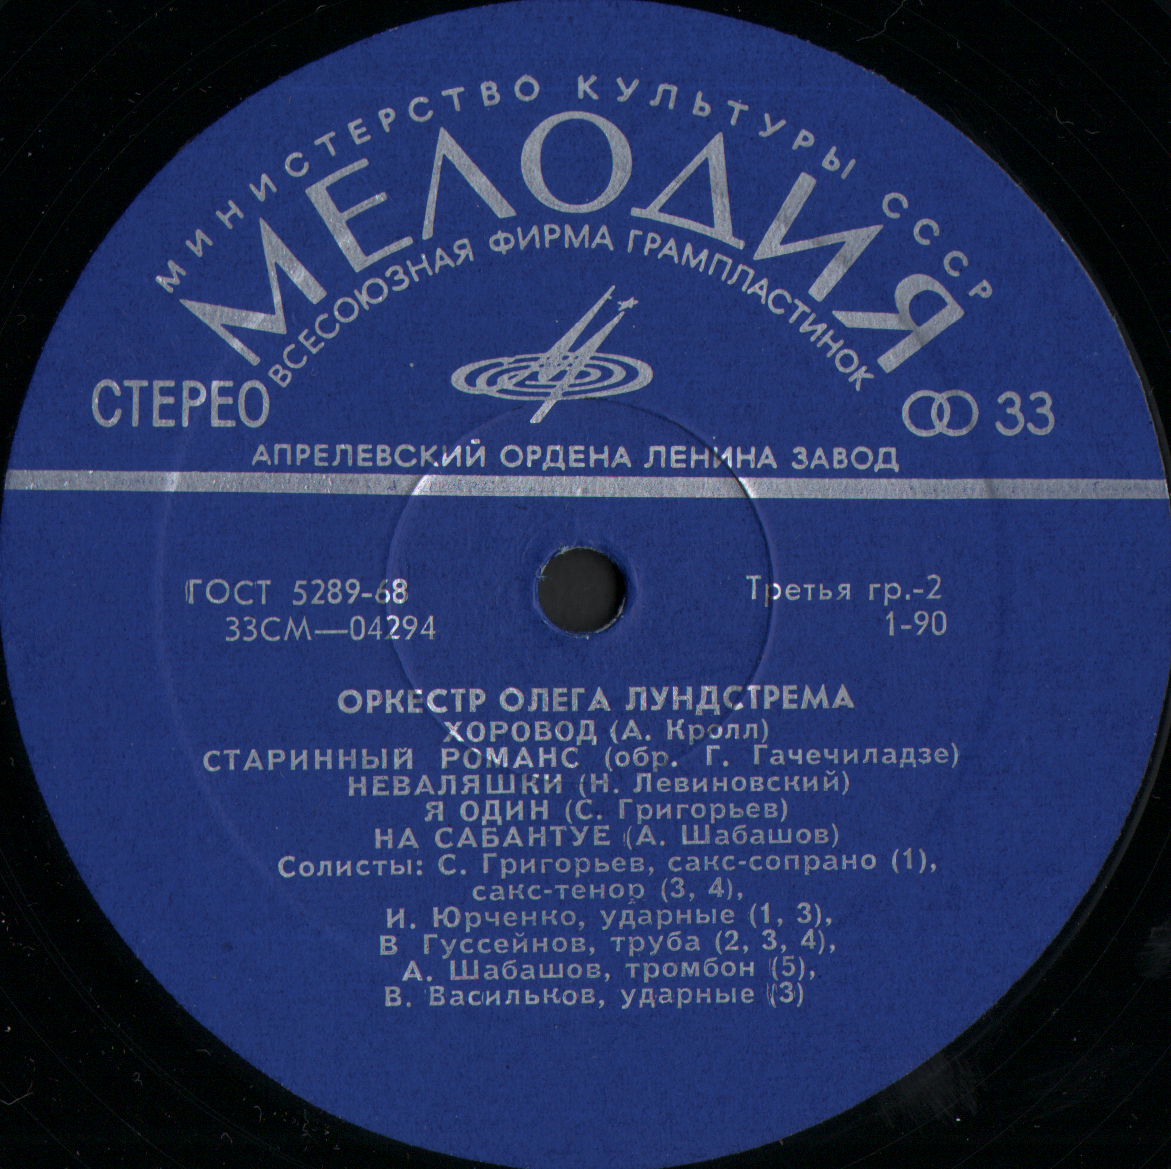 МИНИСТЕРСТВО КУЛЬТУРЫ СССР
МЕЛОДИЯ
ВСЕСОЮЗНАЯ ФИРМА ГРАМПЛАСТИНОК
СТЕРЕО
33
АПРЕЛЕВСКИЙ ОРДЕНА ЛЕНИНА ЗАВОД
ГОСТ 5289-68
Третья гр.-2
33СМ—04294
1-90
ОРКЕСТР ОЛЕГА ЛУНДСТРЕМА
ХОРОВОД (А. Кролл)
СТАРИННЫЙ РОМАНС (обр. Г. Гачечиладзе)
НЕВАЛЯШКИ (Н. Левиновский)
Я ОДИН (С. Григорьев)
НА САБАНТУЕ (А. Шабашов)
Солисты: С. Григорьев, сакс-сопрано (1),
сакс-тенор (3, 4),
И. Юрченко, ударные (1, 3),
В Гуссейнов, труба (2, 3, 4),
А. Шабашов, тромбон (5),
В. Васильков, ударные (3)